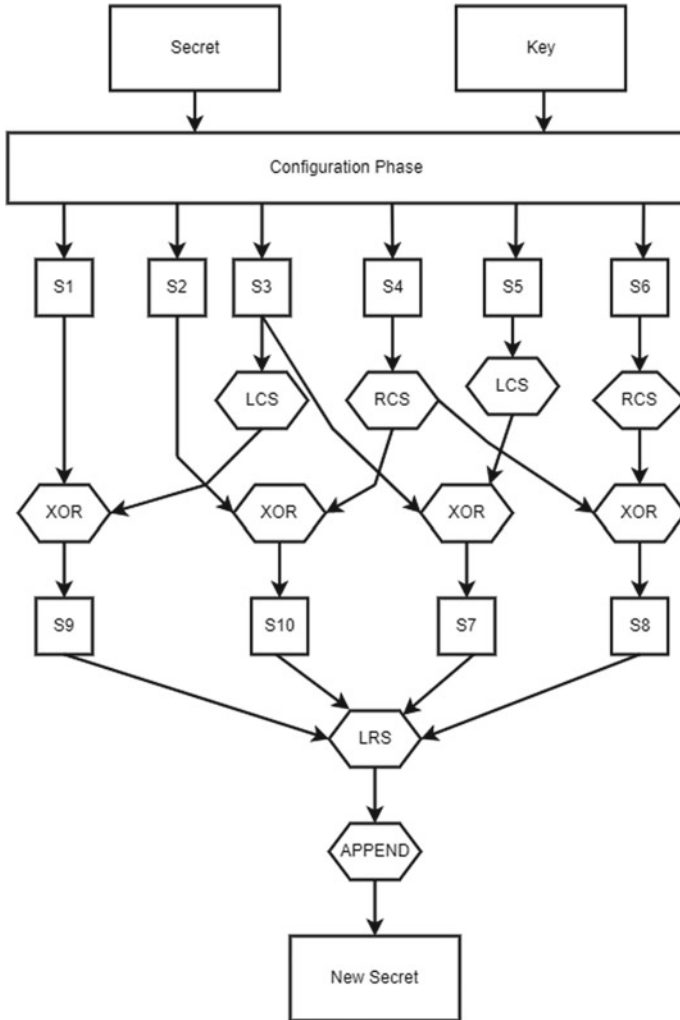 Secret
Key
Configuration Phase
S1
S2
S3
S4
S5
S6
LCS
RCS
LCS
RCS
XOR
XOR
XOR
XOR
S9
S10
S7
S8
LRS
APPEND
New Secret